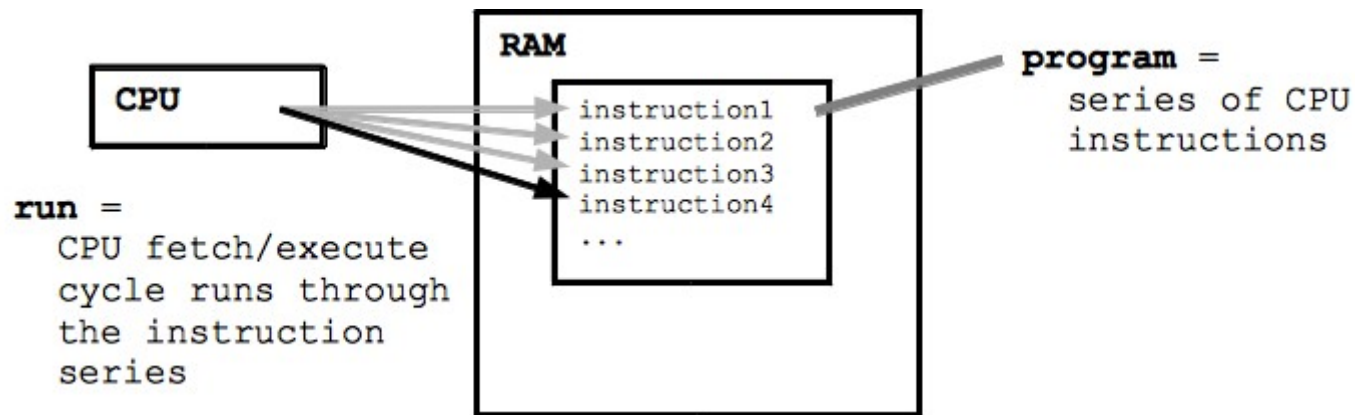 CPU
run =
CPU fetch/execute
cycle runs through
the instruction
series
RAM
instruction1
instruction2
instruction3
instruction4
...
program =
series of CPU
instructions